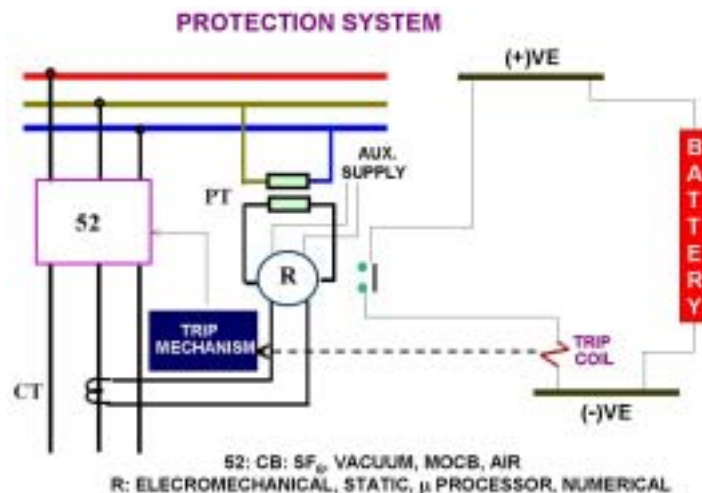 PROTECTION SYSTEM
(+)VE
AUX.
SUPPLY
PT
52
R
BATTERY
TRIP
MECHANISM
TRIP
COIL
CT
(-)VE
52: CB: SF₆, VACUUM, MOCB, AIR
R: ELECROMECHANICAL, STATIC, µ PROCESSOR, NUMERICAL